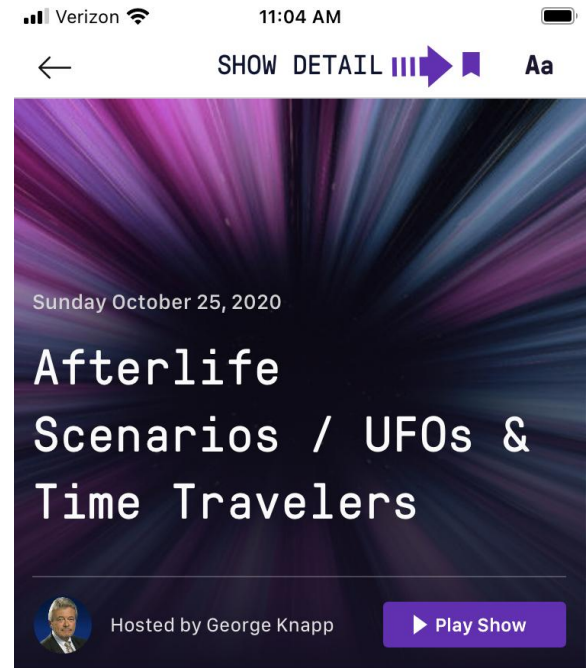 Verizon 11:04 AM
SHOW DETAIL Aa
Sunday October 25, 2020
Afterlife
Scenarios / UFOs &
Time Travelers
Hosted by George Knapp Play Show